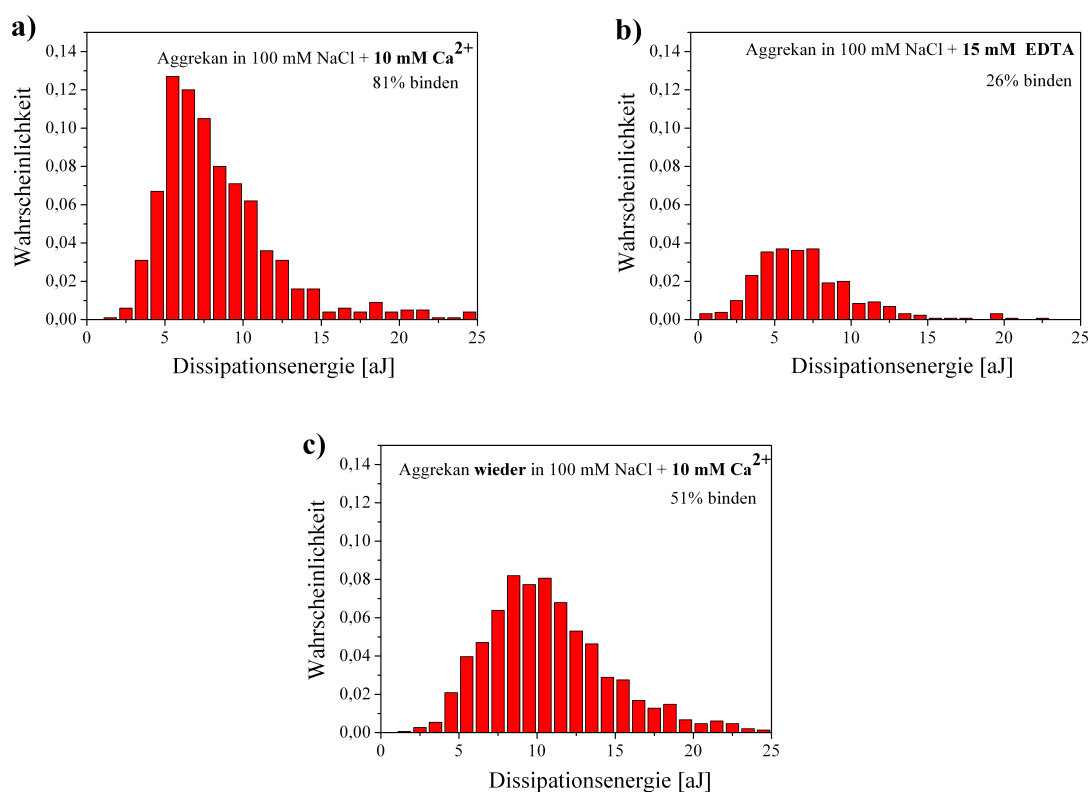 a)
Aggrekan in 100 mM NaCl + 10 mM Ca2+
81% binden
Wahrscheinlichkeit
0,14
0,12
0,10
0,08
0,06
0,04
0,02
0,00
0 5 10 15 20 25
Dissipationsenergie [aJ]
b)
Aggrekan in 100 mM NaCl + 15 mM EDTA
26% binden
Wahrscheinlichkeit
0,14
0,12
0,10
0,08
0,06
0,04
0,02
0,00
0 5 10 15 20 25
Dissipationsenergie [aJ]
c)
Aggrekan wieder in 100 mM NaCl + 10 mM Ca2+
51% binden
Wahrscheinlichkeit
0,14
0,12
0,10
0,08
0,06
0,04
0,02
0,00
0 5 10 15 20 25
Dissipationsenergie [aJ]